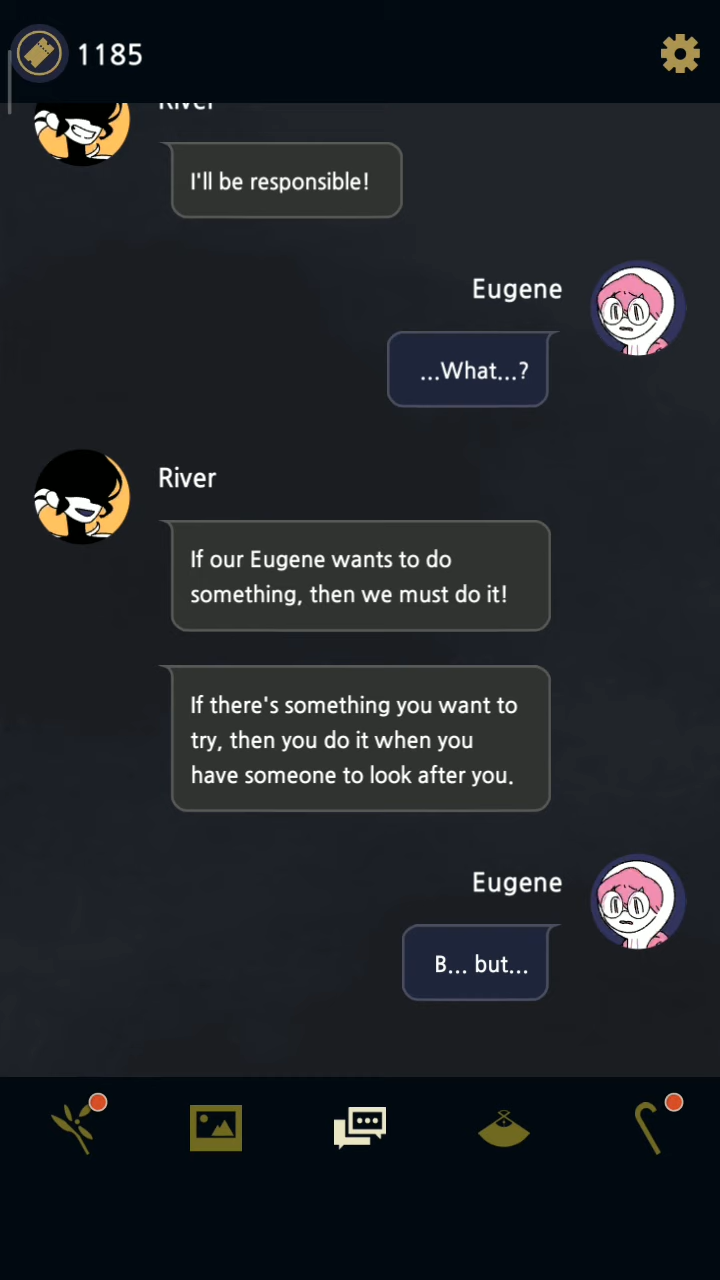 1185
River
I'll be responsible!
Eugene
...What...?
River
If our Eugene wants to do
something, then we must do it!
If there's something you want to
try, then you do it when you
have someone to look after you.
Eugene
B... but...